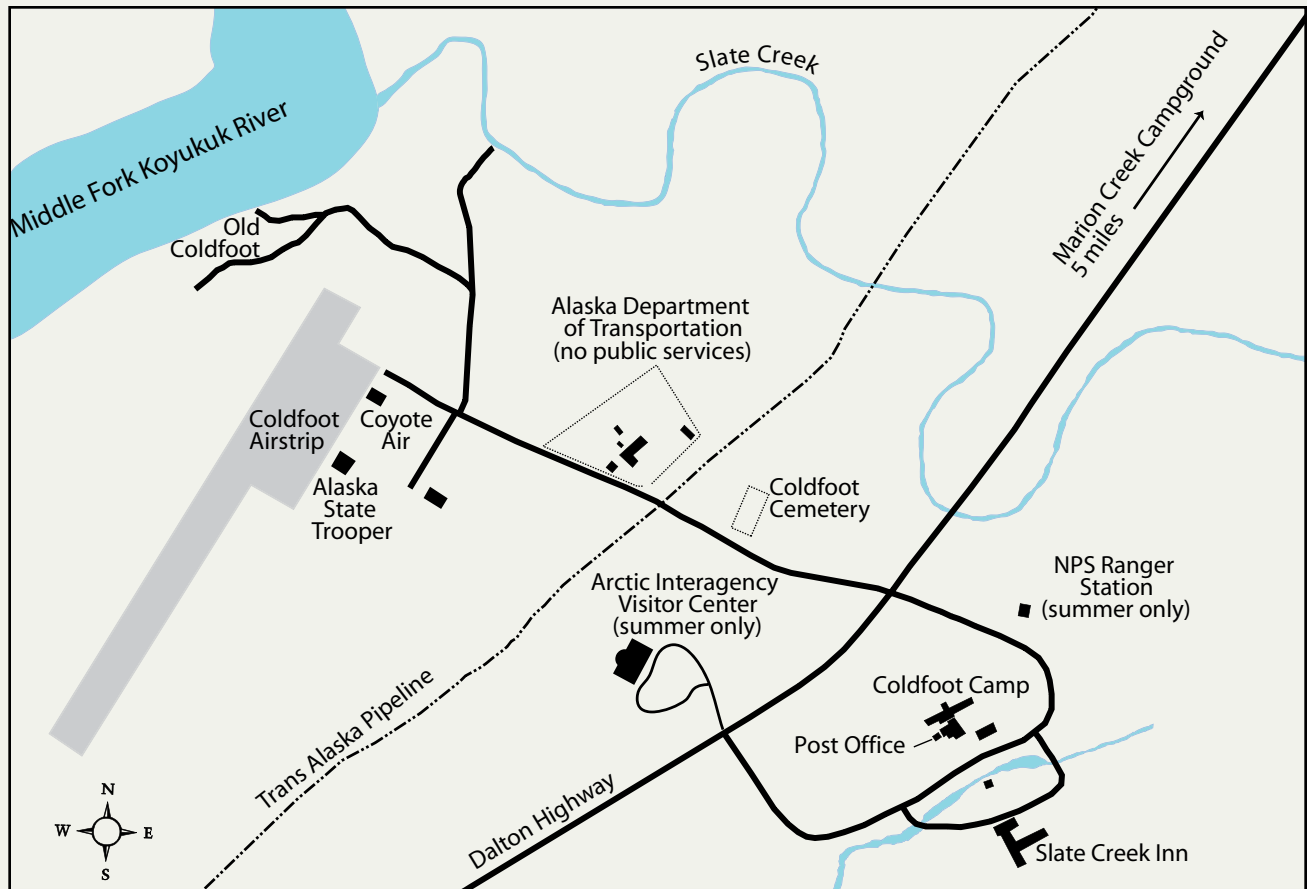 Slate Creek
Middle Fork Koyukuk River
Marion Creek Campground
5 miles
Old
Coldfoot
Alaska Department
of Transportation
(no public services)
Coldfoot
Airstrip
Coyote
Air
Alaska
State
Trooper
Coldfoot
Cemetery
Arctic Interagency
Visitor Center
(summer only)
NPS Ranger
Station
(summer only)
Trans Alaska Pipeline
Coldfoot Camp
Post Office
Dalton Highway
Slate Creek Inn
N
W
E
S